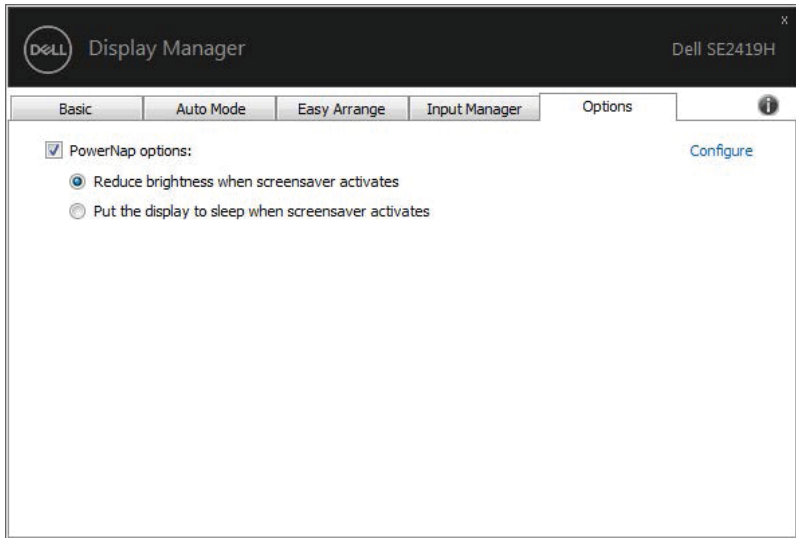 x
DELL Display Manager Dell SE2419H
Basic Auto Mode Easy Arrange Input Manager Options i
PowerNap options: Configure
Reduce brightness when screensaver activates
Put the display to sleep when screensaver activates